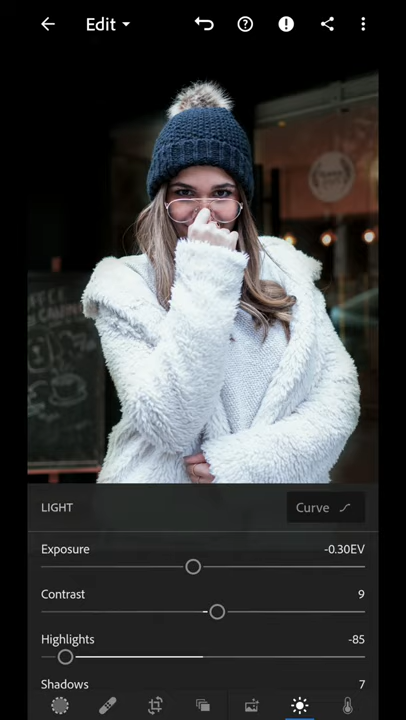 Edit
LIGHT
Curve
Exposure -0.30EV
Contrast 9
Highlights -85
Shadows 7